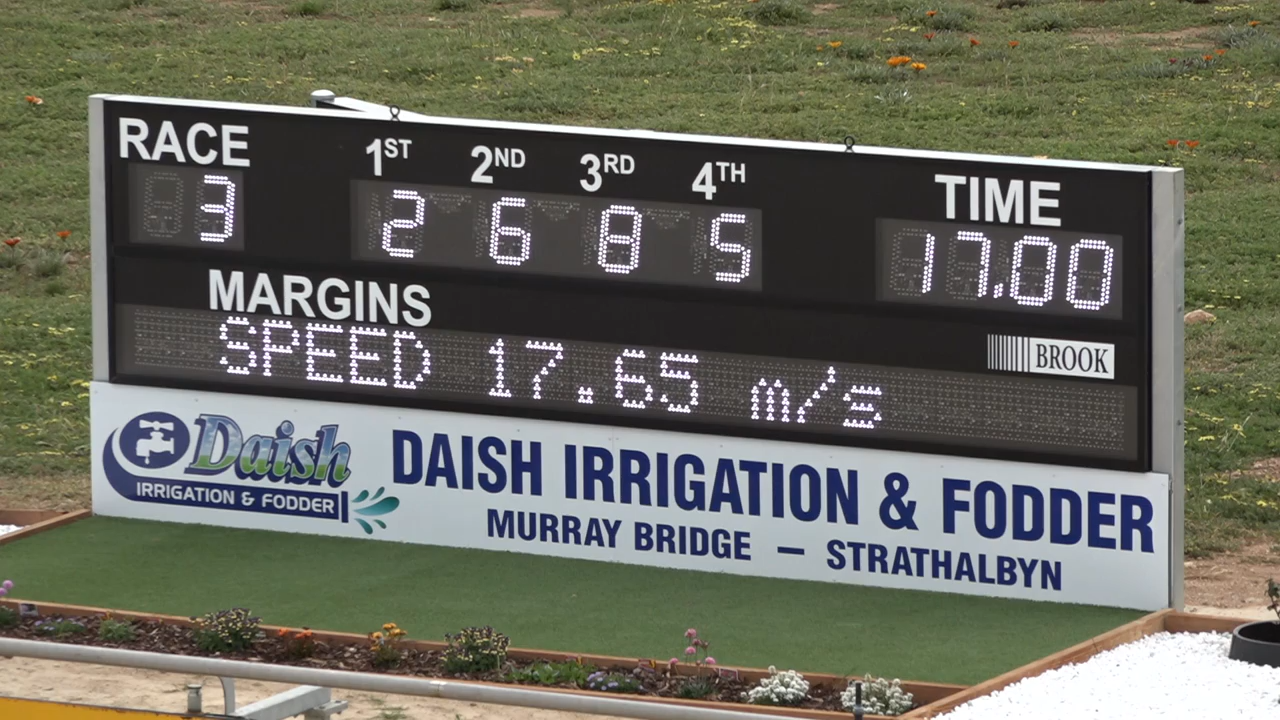 RACE 1ST 2ND 3RD 4TH TIME
3 2 6 8 5 17.00
MARGINS
BROOK
SPEED 17.65 m/s
Daish
IRRIGATION & FODDER
DAISH IRRIGATION & FODDER
MURRAY BRIDGE – STRATHALBYN